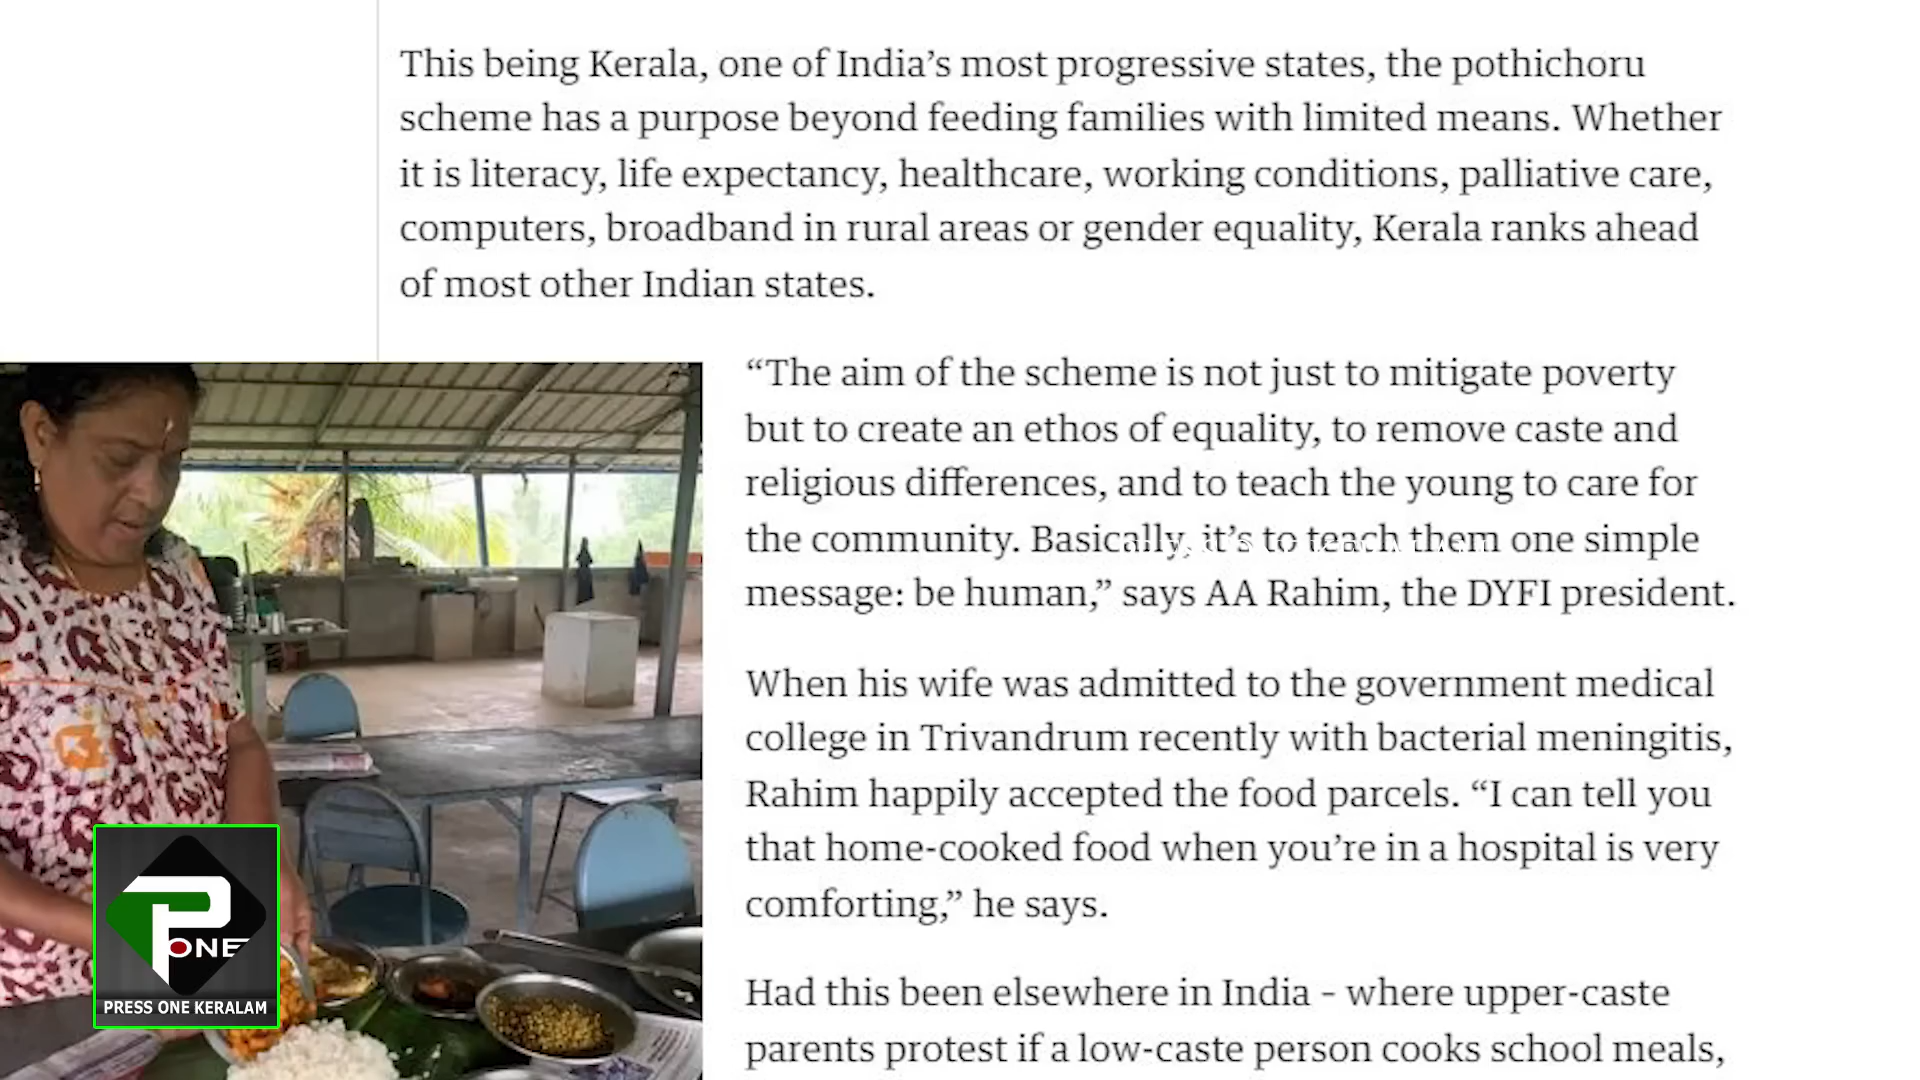 This being Kerala, one of India’s most progressive states, the pothichoru
scheme has a purpose beyond feeding families with limited means. Whether
it is literacy, life expectancy, healthcare, working conditions, palliative care,
computers, broadband in rural areas or gender equality, Kerala ranks ahead
of most other Indian states.
“The aim of the scheme is not just to mitigate poverty
but to create an ethos of equality, to remove caste and
religious differences, and to teach the young to care for
the community. Basically, it’s to teach them one simple
message: be human,” says AA Rahim, the DYFI president.
When his wife was admitted to the government medical
college in Trivandrum recently with bacterial meningitis,
Rahim happily accepted the food parcels. “I can tell you
that home-cooked food when you’re in a hospital is very
comforting,” he says.
Had this been elsewhere in India – where upper-caste
parents protest if a low-caste person cooks school meals,
P ONE
PRESS ONE KERALAM